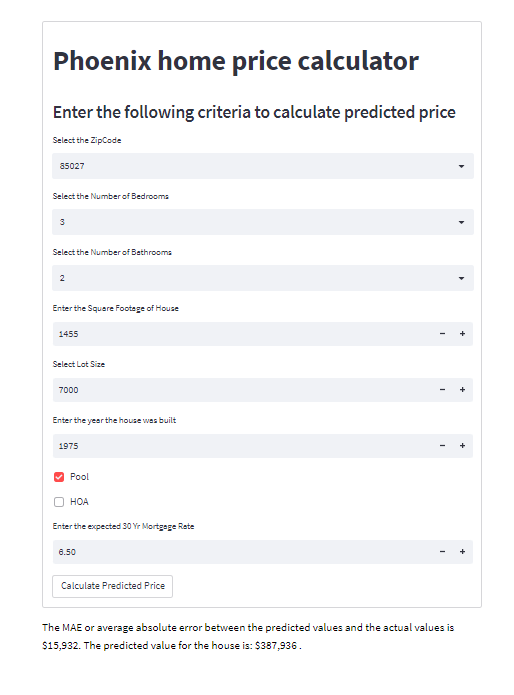 Phoenix home price calculator
Enter the following criteria to calculate predicted price
Select the ZipCode
85027
Select the Number of Bedrooms
3
Select the Number of Bathrooms
2
Enter the Square Footage of House
1455
- +
Select Lot Size
7000
- +
Enter the year the house was built
1975
- +
Pool
HOA
Enter the expected 30 Yr Mortgage Rate
6.50
- +
Calculate Predicted Price
The MAE or average absolute error between the predicted values and the actual values is
$15,932. The predicted value for the house is: $387,936 .